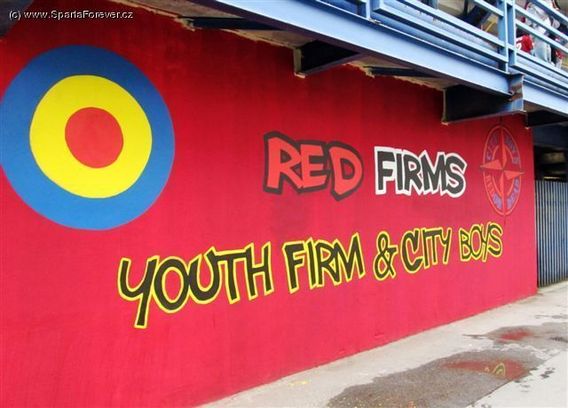 (c) www.SpartaForever.cz
RED FIRMS
YOUTH FIRM & CITY BOYS